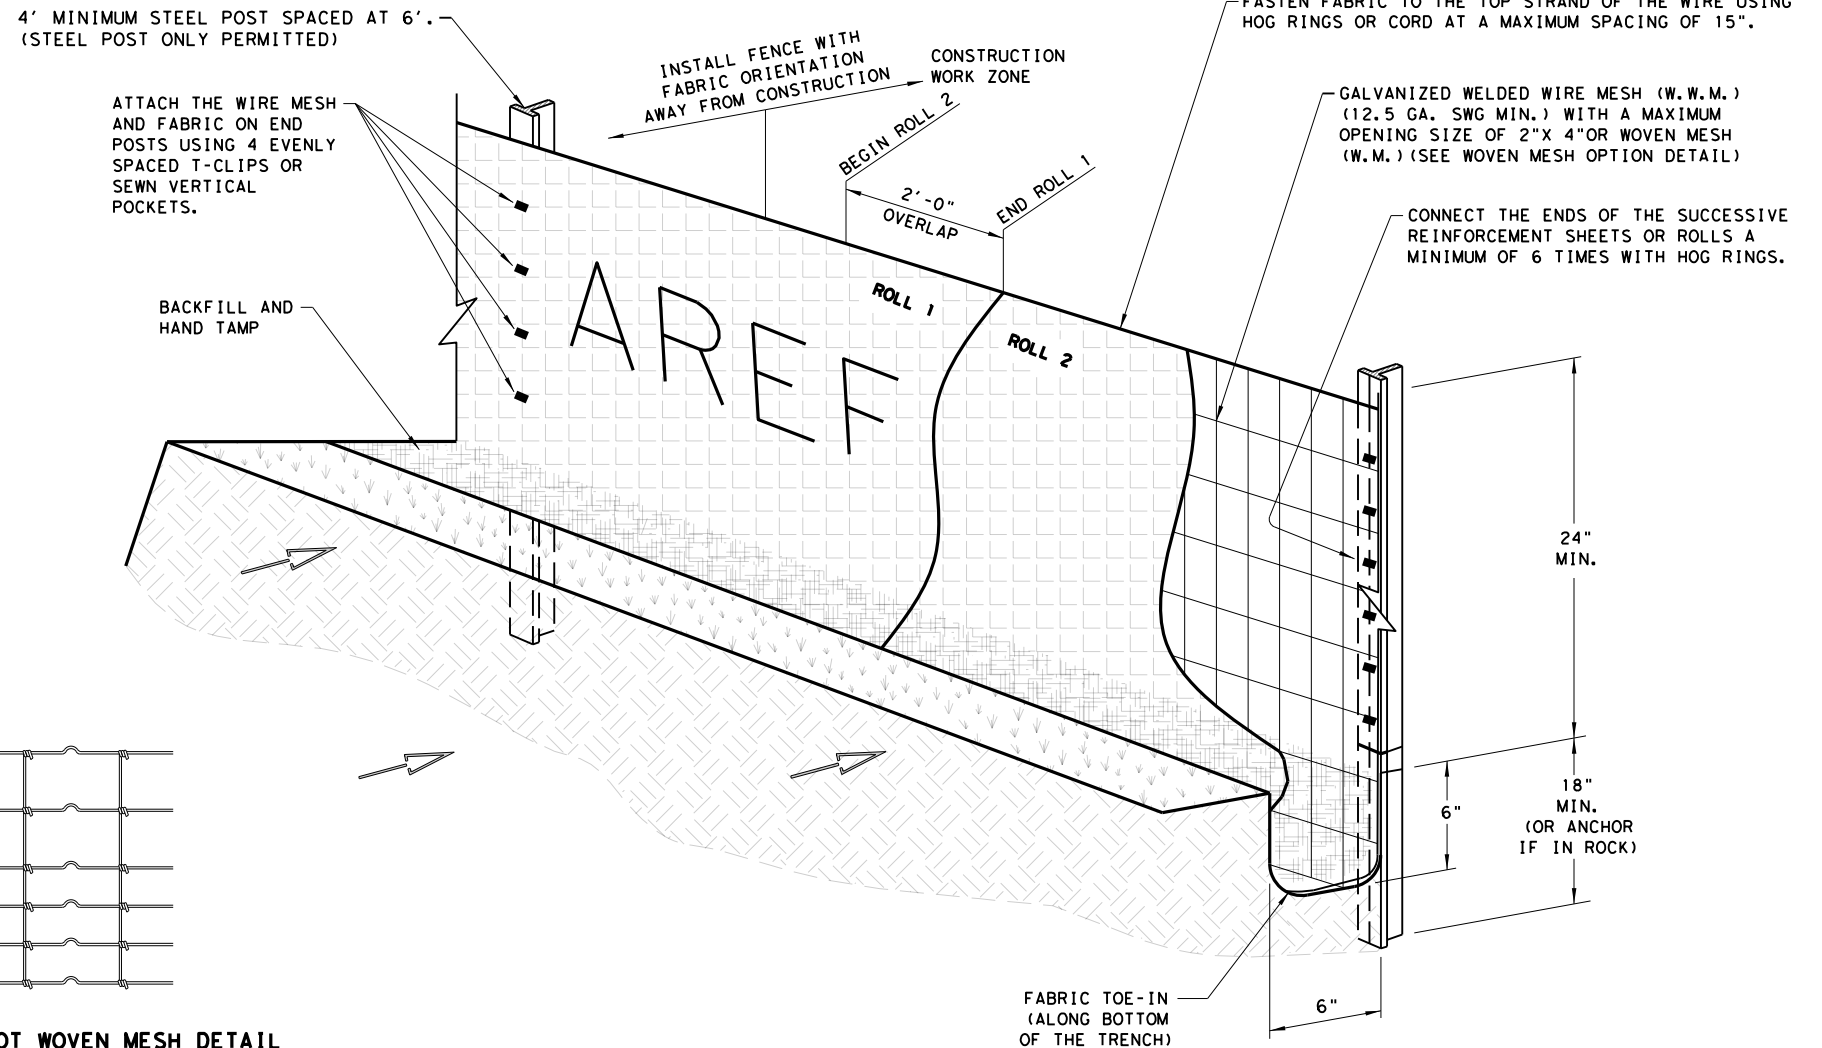 4' MINIMUM STEEL POST SPACED AT 6'.
(STEEL POST ONLY PERMITTED)
FASTEN FABRIC TO THE TOP STRAND OF THE WIRE USING
HOG RINGS OR CORD AT A MAXIMUM SPACING OF 15".
INSTALL FENCE WITH
FABRIC ORIENTATION
AWAY FROM CONSTRUCTION
CONSTRUCTION
WORK ZONE
ATTACH THE WIRE MESH
AND FABRIC ON END
POSTS USING 4 EVENLY
SPACED T-CLIPS OR
SEWN VERTICAL
POCKETS.
GALVANIZED WELDED WIRE MESH (W.W.M.)
(12.5 GA. SWG MIN.) WITH A MAXIMUM
OPENING SIZE OF 2"X 4"OR WOVEN MESH
(W.M.)(SEE WOVEN MESH OPTION DETAIL)
BEGIN ROLL 2
END ROLL 1
2'-0"
OVERLAP
CONNECT THE ENDS OF THE SUCCESSIVE
REINFORCEMENT SHEETS OR ROLLS A
MINIMUM OF 6 TIMES WITH HOG RINGS.
BACKFILL AND
HAND TAMP
AREF
ROLL 1
ROLL 2
24"
MIN.
18"
MIN.
(OR ANCHOR
IF IN ROCK)
6"
6"
FABRIC TOE-IN
(ALONG BOTTOM
OF THE TRENCH)
WOVEN MESH DETAIL